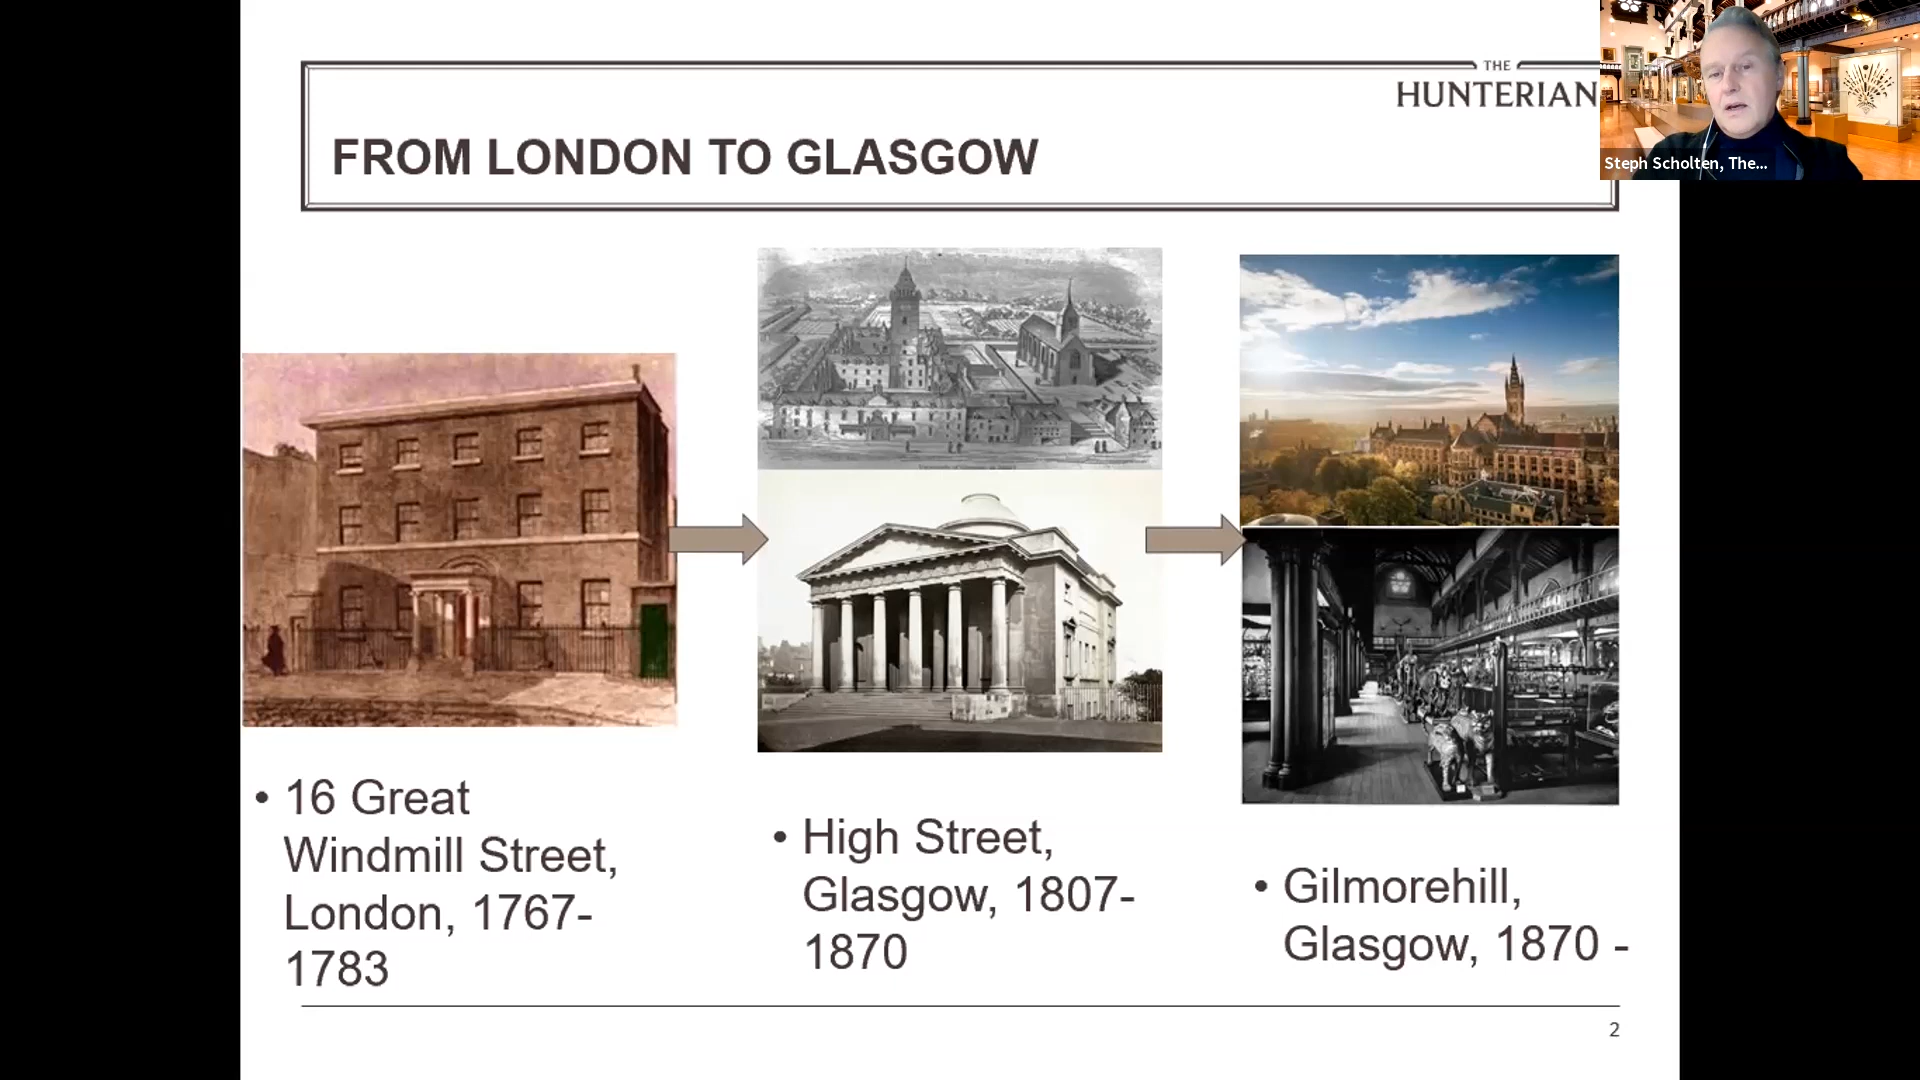 THE
HUNTERIAN
FROM LONDON TO GLASGOW
Steph Scholten, The...
• 16 Great
Windmill Street,
London, 1767-
1783
• High Street,
Glasgow, 1807-
1870
• Gilmorehill,
Glasgow, 1870 -
2